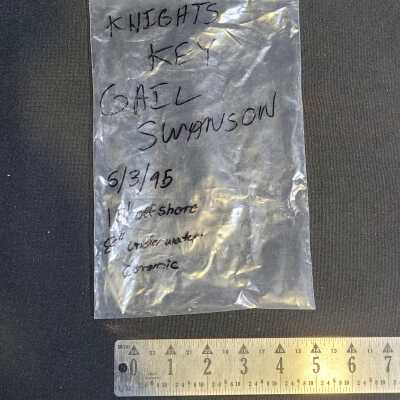 KNIGHTS
KEY
GAIL
SWANSON
5/3/95
off shore
under water
Ceramic
0 1 2 3 4 5 6 7